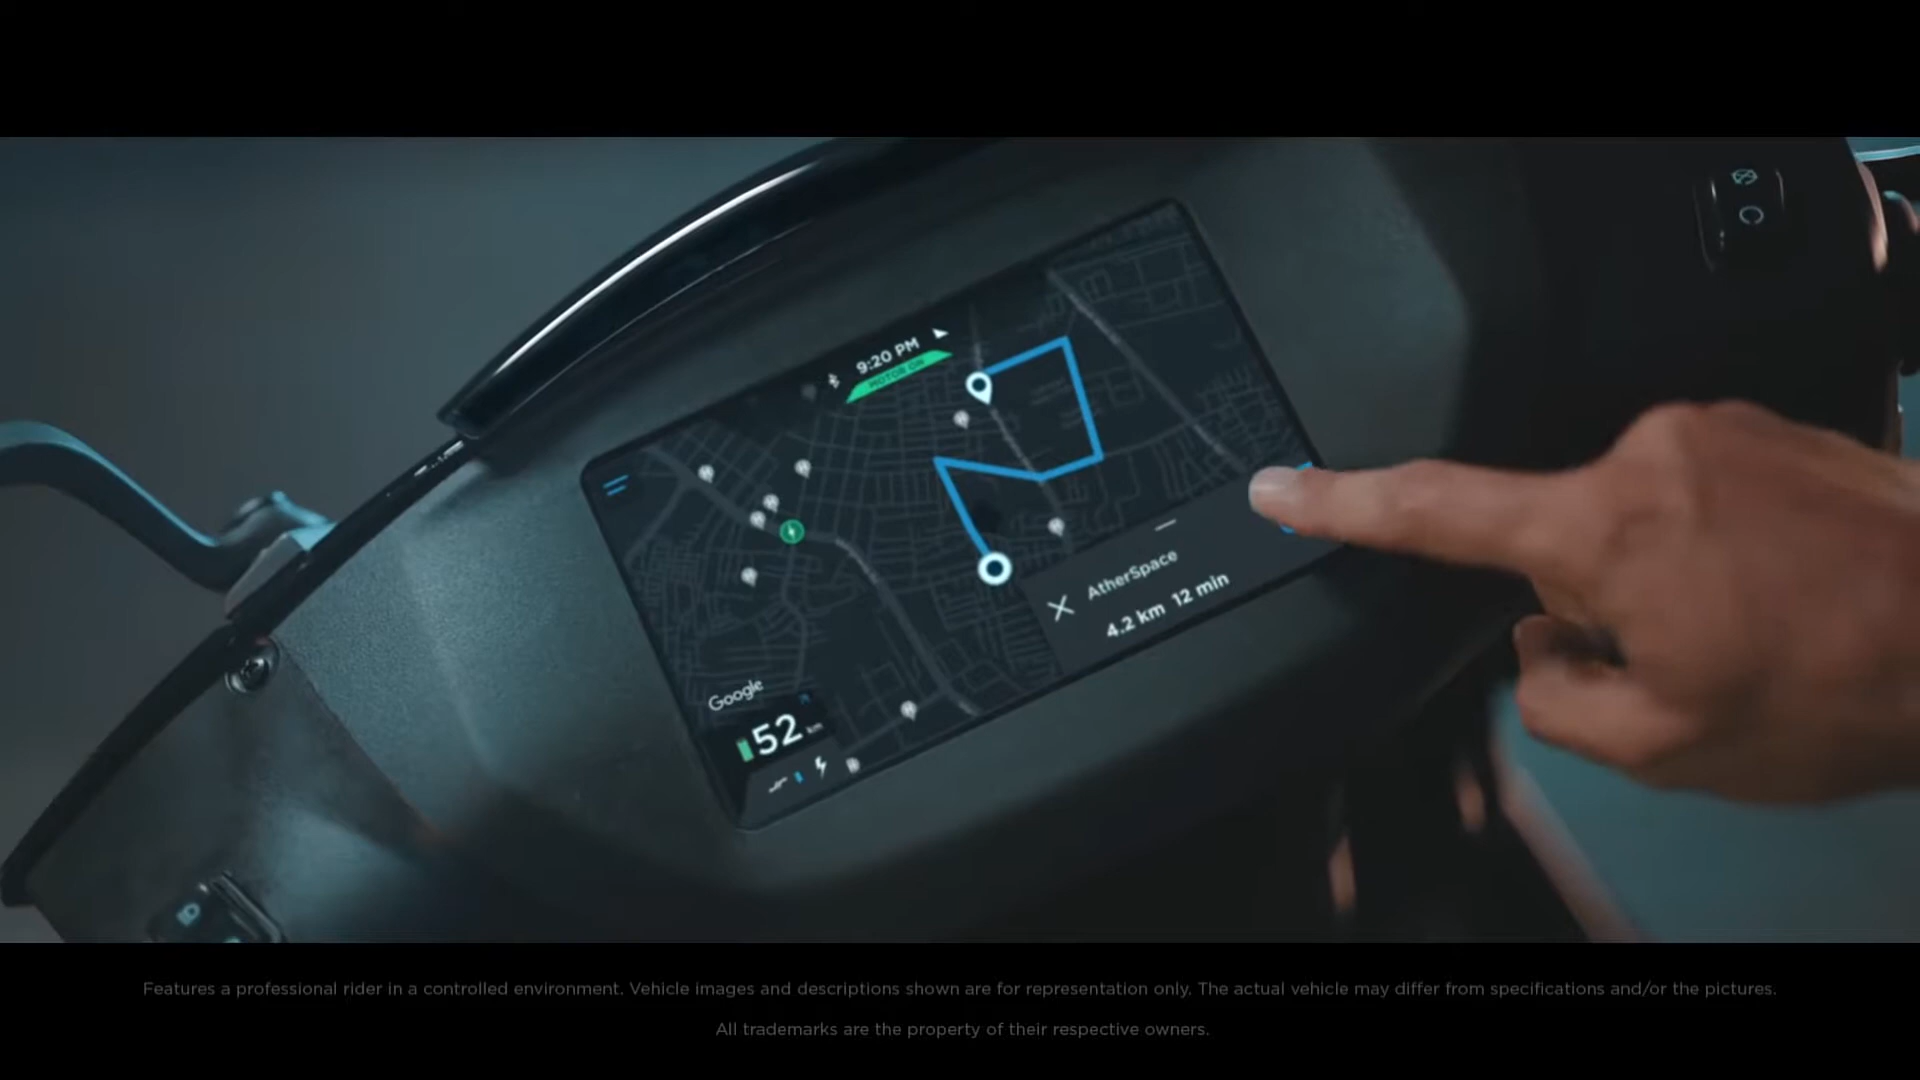 9:20 PM
MOTOR ON
AtherSpace
4.2 km 12 min
Google
52 km
Features a professional rider in a controlled environment. Vehicle images and descriptions shown are for representation only. The actual vehicle may differ from specifications and/or the pictures.
All trademarks are the property of their respective owners.